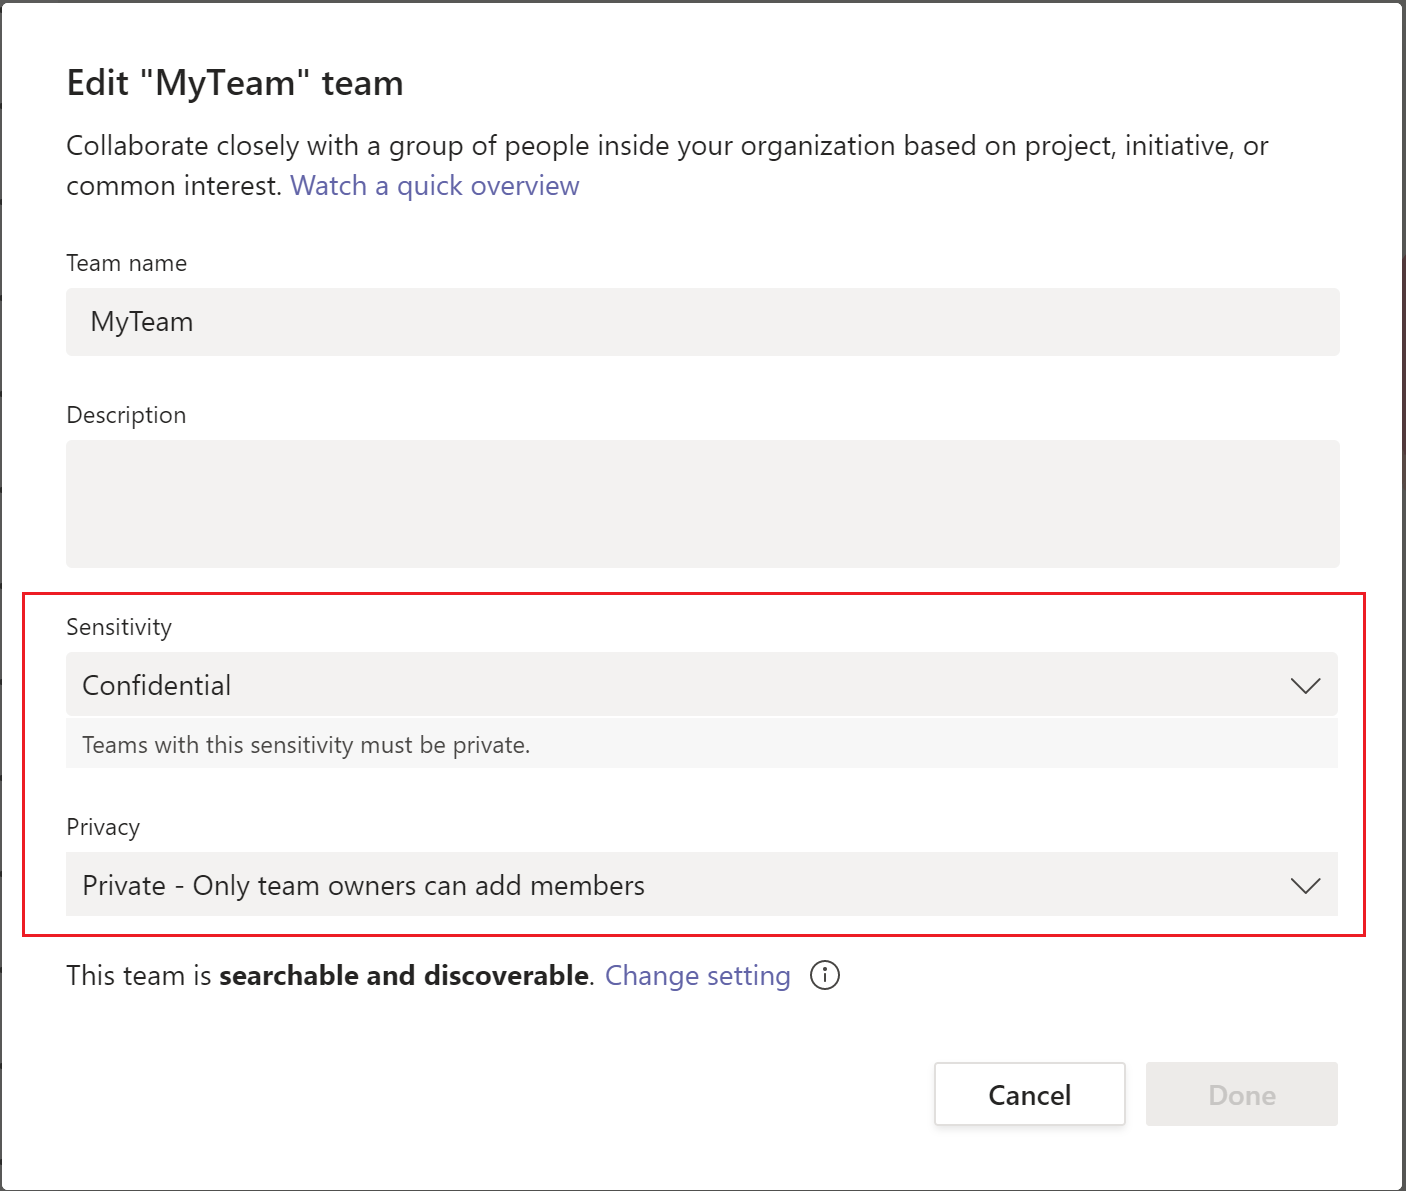 Edit "MyTeam" team
Collaborate closely with a group of people inside your organization based on project, initiative, or
common interest. Watch a quick overview
Team name
MyTeam
Description
Sensitivity
Confidential
Teams with this sensitivity must be private.
Privacy
Private - Only team owners can add members
This team is searchable and discoverable. Change setting
Cancel
Done